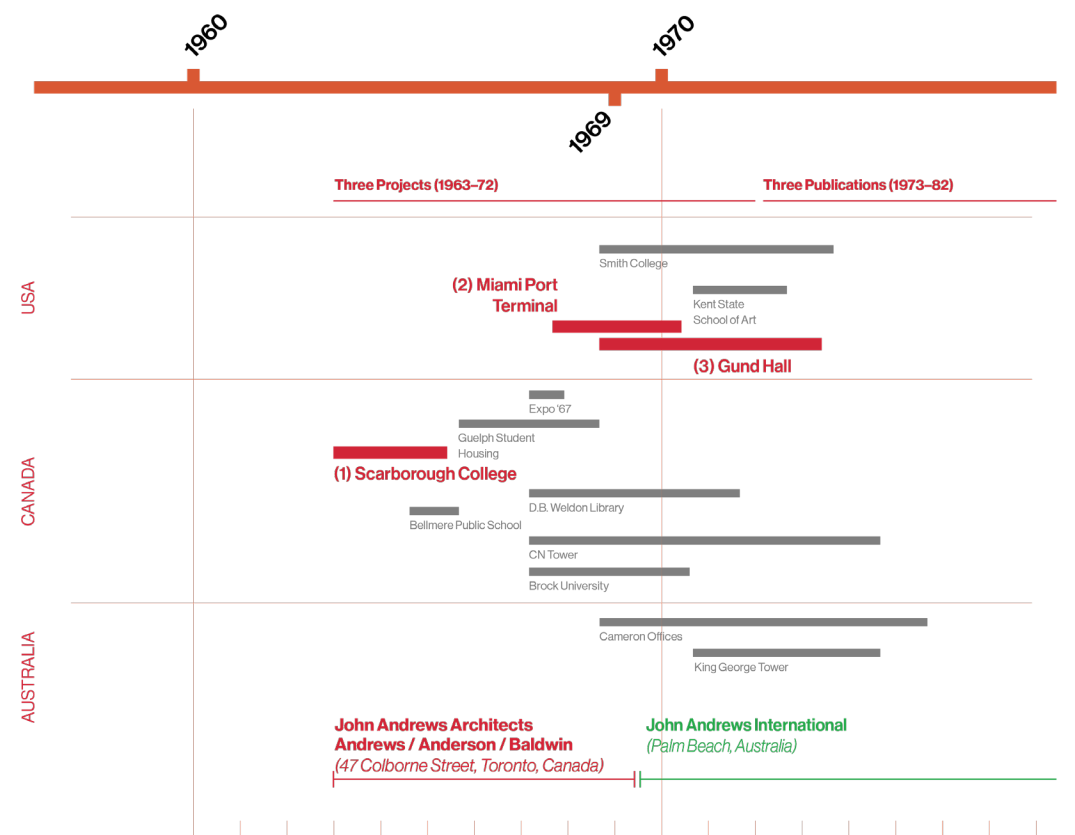 1960
1970
1969
Three Projects (1963–72)
Three Publications (1973–82)
USA
Smith College
(2) Miami Port
Terminal
Kent State
School of Art
(3) Gund Hall
CANADA
Expo '67
Guelph Student
Housing
(1) Scarborough College
D.B. Weldon Library
Bellmere Public School
CN Tower
Brock University
AUSTRALIA
Cameron Offices
King George Tower
John Andrews Architects
Andrews / Anderson / Baldwin
(47 Colborne Street, Toronto, Canada)
John Andrews International
(Palm Beach, Australia)